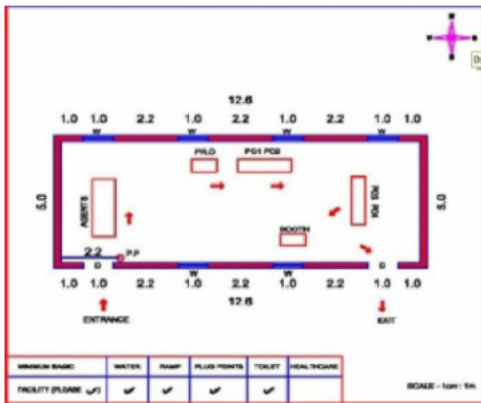 12.6
1.0 1.0 2.2 1.0 2.2 1.0 2.2 1.0 1.0
W W W W
PRLO PO1 PO2
5.0 AGENTS 5.0
BOOTH
2.2 P.P
D W W D
1.0 1.0 2.2 1.0 2.2 1.0 2.2 1.0 1.0
12.6
ENTRANCE EXIT
MINIMUM BASIC WATER RAMP PLUG POINTS TOILET HEALTHCARE
FACILITY (PLEASE ✓) ✓ ✓ ✓ ✓
SCALE - 1cm : 1m